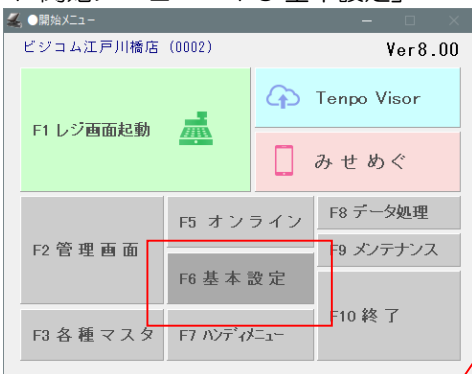 ●開始メニュー
ビジコム江戸川橋店 (0002)
Ver8.00
F1 レジ画面起動
Tenpo Visor
みせめぐ
F2 管理画面
F5 オンライン
F8 データ処理
F6 基本設定
F9 メンテナンス
F3 各種マスタ
F7 ハンディメニュー
F10 終了